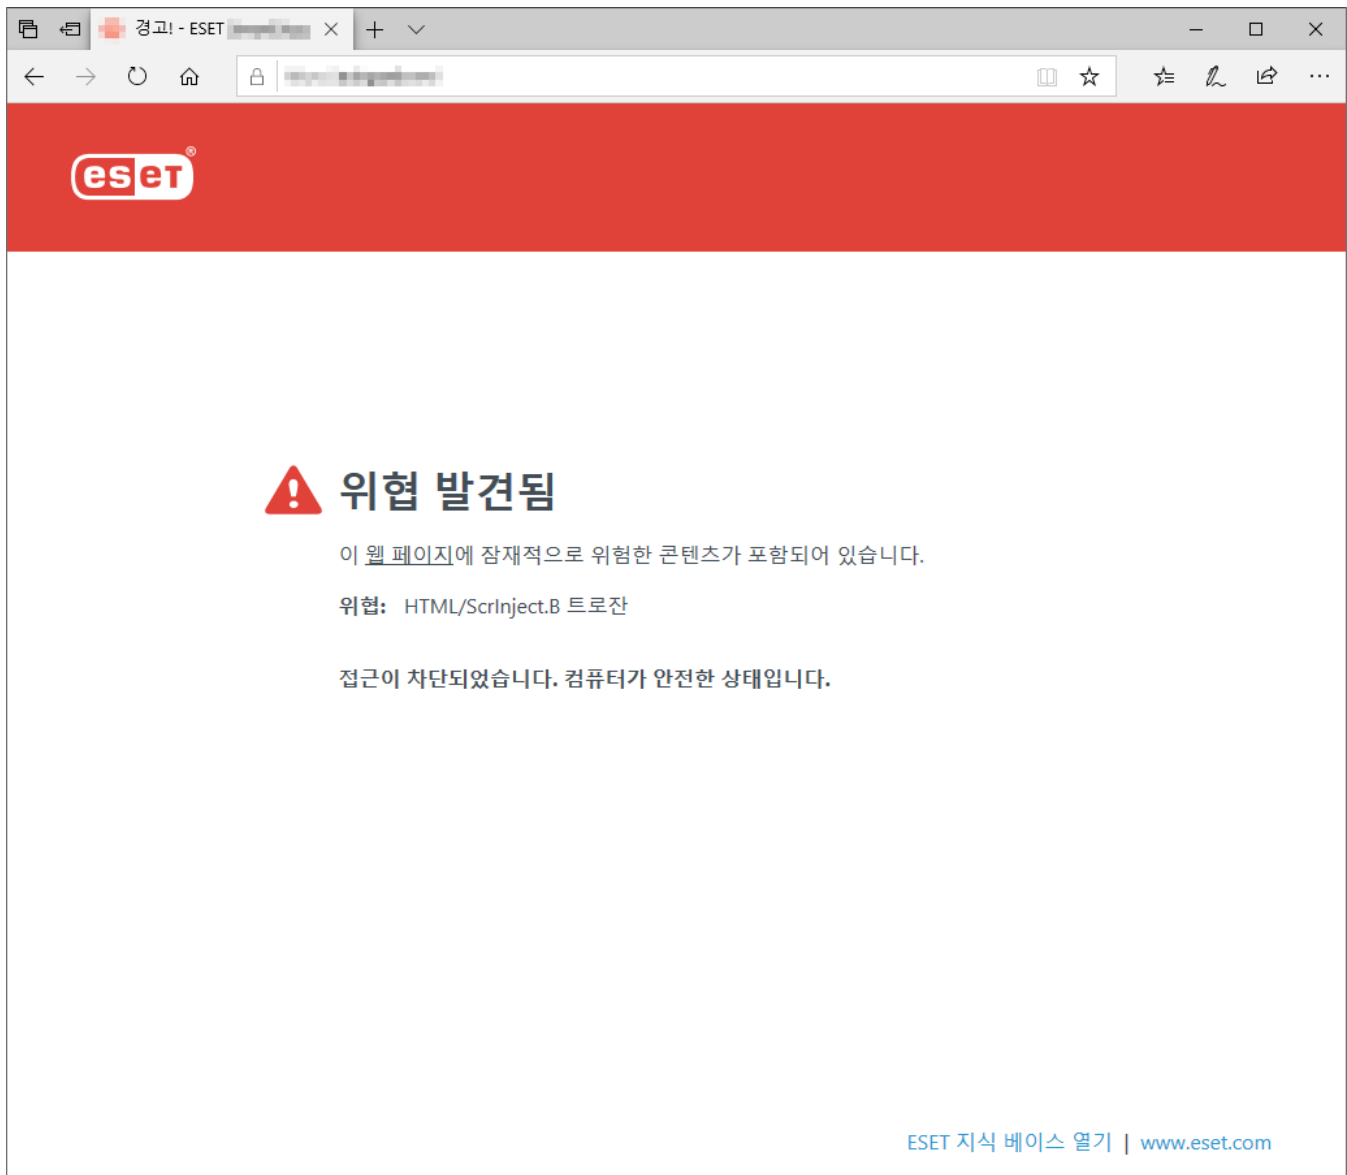 경고! - ESET
eseT®
위협 발견됨
이 웹 페이지에 잠재적으로 위험한 콘텐츠가 포함되어 있습니다.
위협: HTML/ScrInject.B 트로잔
접근이 차단되었습니다. 컴퓨터가 안전한 상태입니다.
ESET 지식 베이스 열기 | www.eset.com